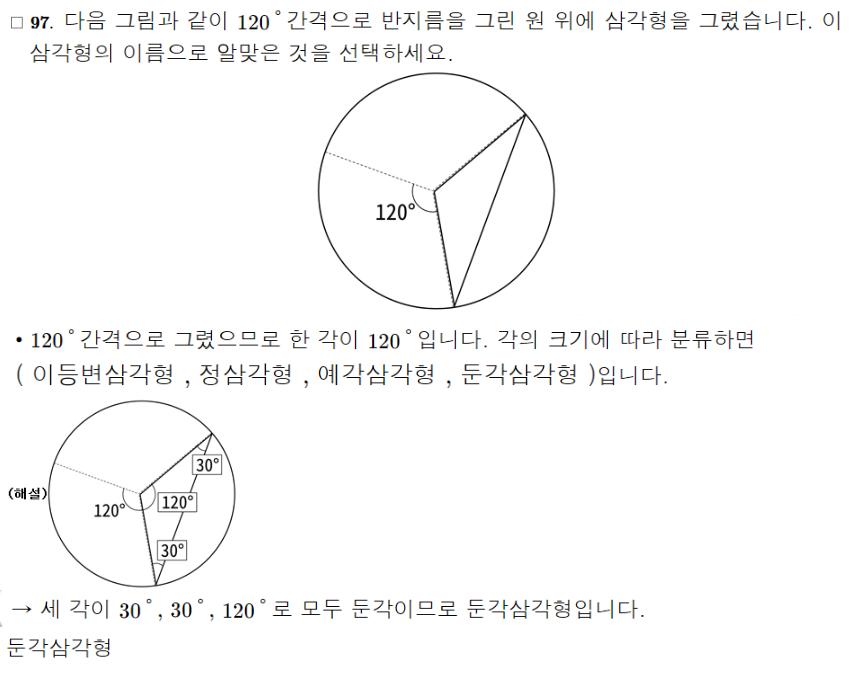 □ 97. 다음 그림과 같이 120°간격으로 반지름을 그린 원 위에 삼각형을 그렸습니다. 이
삼각형의 이름으로 알맞은 것을 선택하세요.
120°
• 120°간격으로 그렸으므로 한 각이 120°입니다. 각의 크기에 따라 분류하면
( 이등변삼각형 , 정삼각형 , 예각삼각형 , 둔각삼각형 )입니다.
30°
(해설)
120°
120°
30°
→ 세 각이 30°, 30°, 120°로 모두 둔각이므로 둔각삼각형입니다.
둔각삼각형